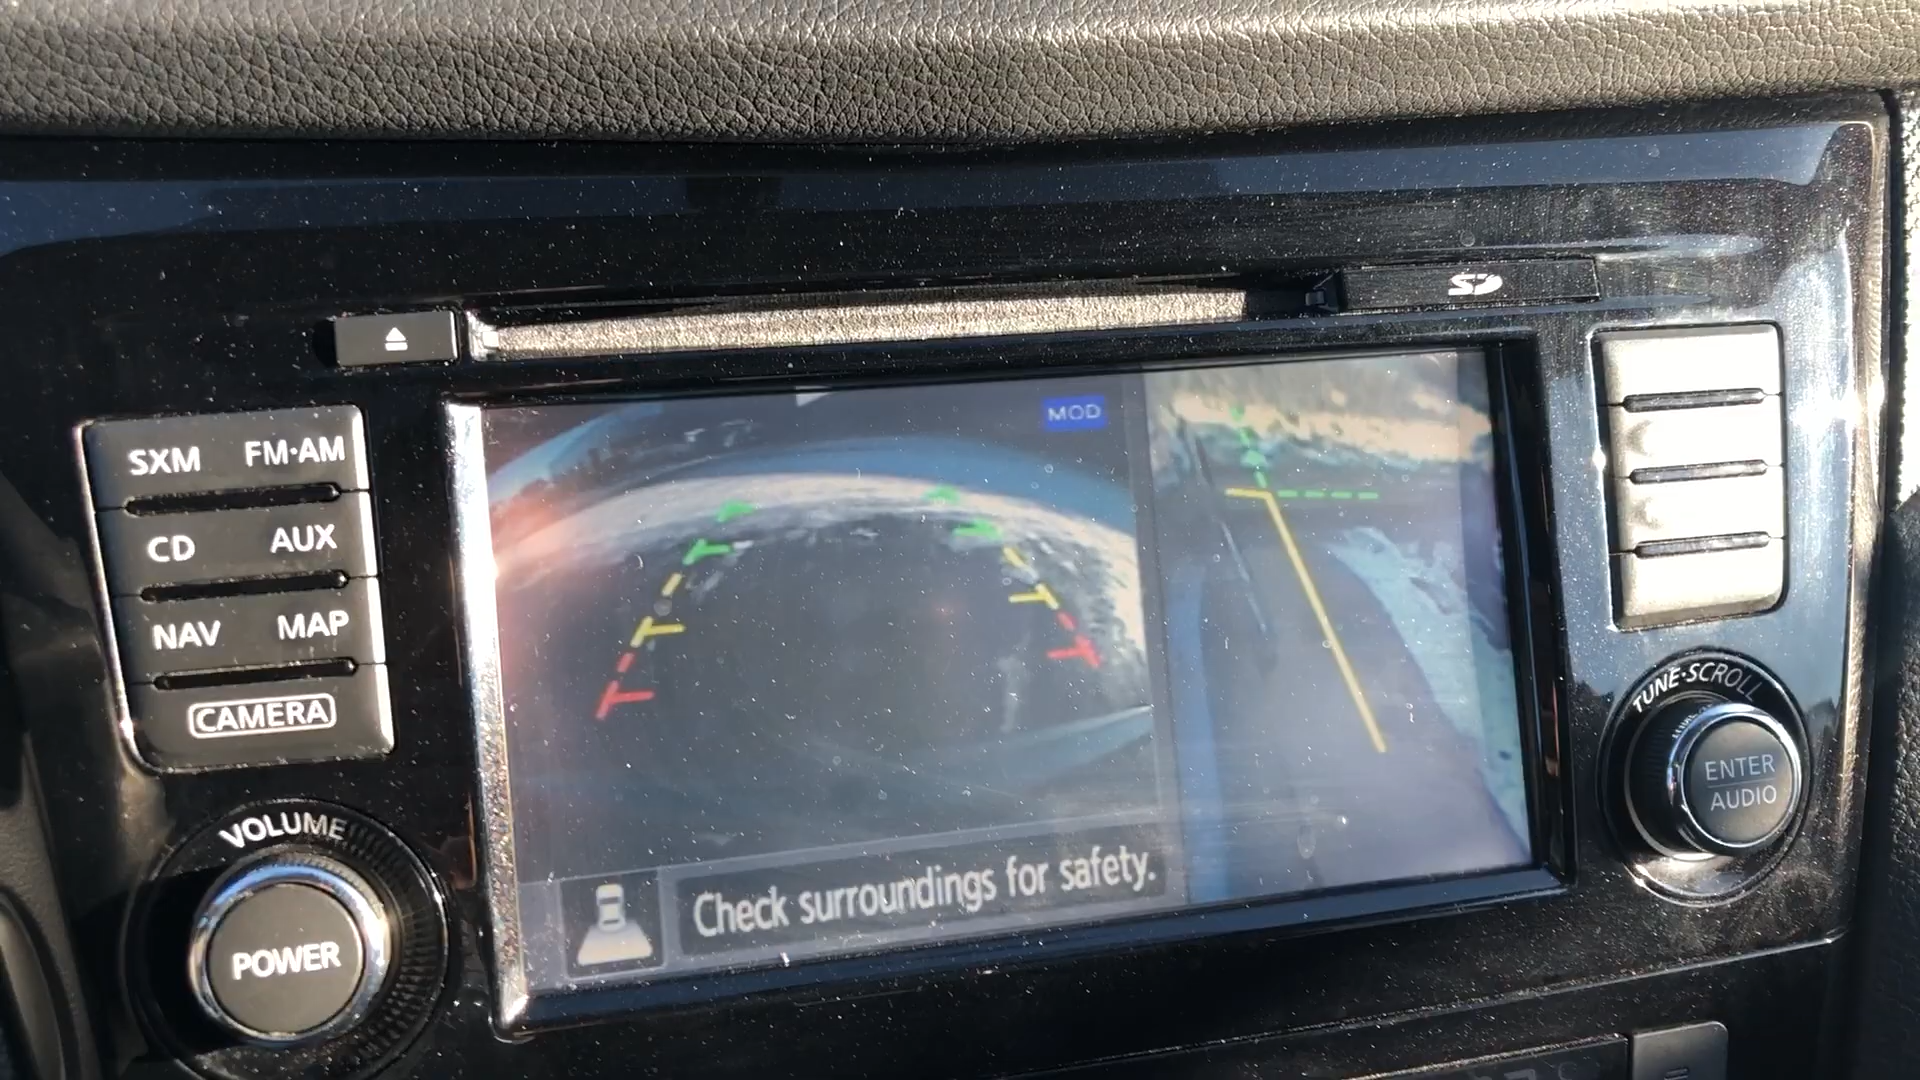 SD
SXM FM·AM
MOD
CD AUX
NAV MAP
CAMERA
TUNE·SCROLL
ENTER
AUDIO
VOLUME
POWER
Check surroundings for safety.